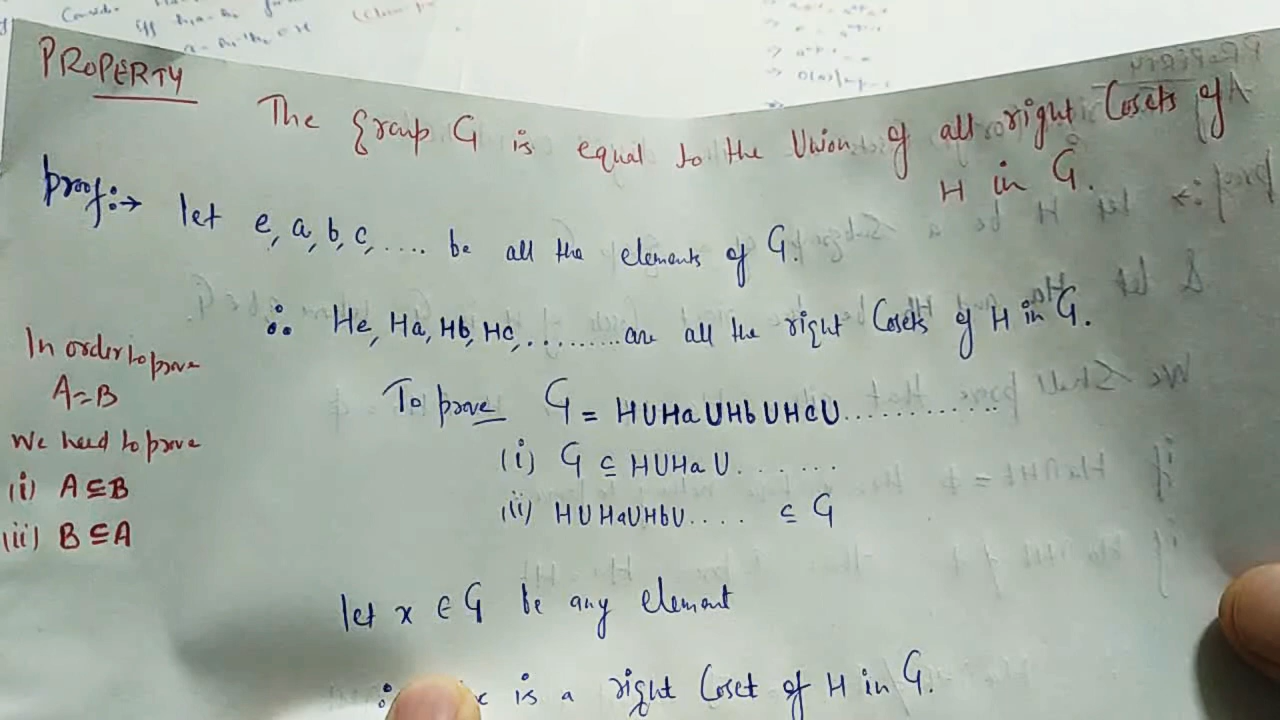 PROPERTY
The group G is equal to the Union of all right Cosets of
H in G.
proof:→ let e, a, b, c, .... be all the elements of G.
∴ He, Ha, Hb, Hc, .......... are all the right Cosets of H in G.
To prove G = HUHaUHbUHcU............
(i) G ⊆ HUHaU......
(ii) HUHaUHbU.... ⊆ G
In order to prove
A=B
We need to prove
(i) A⊆B
(ii) B⊆A
let x ∈ G be any element
∴ x is a right Coset of H in G.